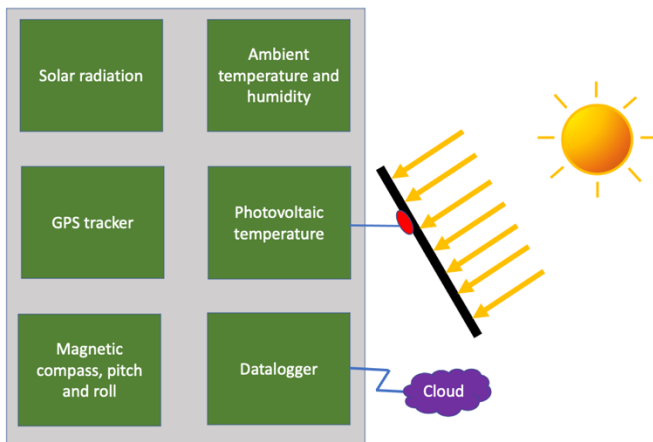 Solar radiation
Ambient
temperature and
humidity
GPS tracker
Photovoltaic
temperature
Magnetic
compass, pitch
and roll
Datalogger
Cloud